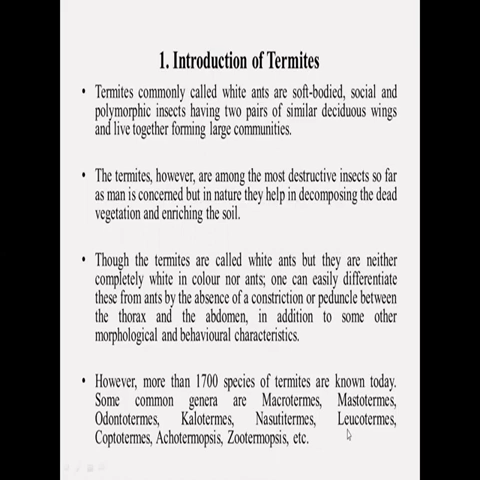 1. Introduction of Termites
• Termites commonly called white ants are soft-bodied, social and
polymorphic insects having two pairs of similar deciduous wings
and live together forming large communities.
• The termites, however, are among the most destructive insects so far
as man is concerned but in nature they help in decomposing the dead
vegetation and enriching the soil.
• Though the termites are called white ants but they are neither
completely white in colour nor ants; one can easily differentiate
these from ants by the absence of a constriction or peduncle between
the thorax and the abdomen, in addition to some other
morphological and behavioural characteristics.
• However, more than 1700 species of termites are known today.
Some common genera are Macrotermes, Mastotermes,
Odontotermes, Kalotermes, Nasutitermes, Leucotermes,
Coptotermes, Achotermopsis, Zootermopsis, etc.